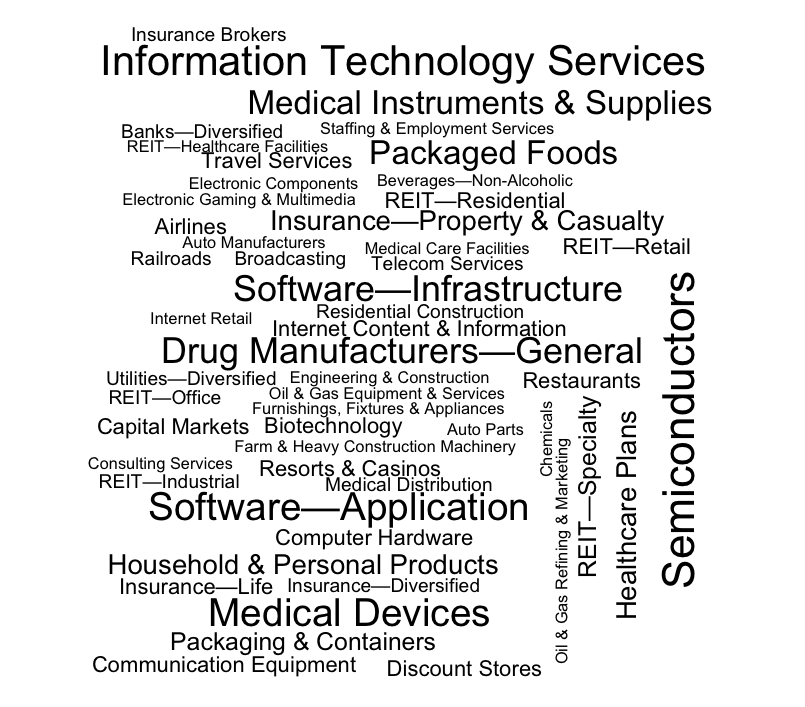 Insurance Brokers
Information Technology Services
Medical Instruments & Supplies
Banks—Diversified
Staffing & Employment Services
REIT—Healthcare Facilities
Travel Services
Packaged Foods
Electronic Components
Beverages—Non-Alcoholic
Electronic Gaming & Multimedia
REIT—Residential
Airlines
Insurance—Property & Casualty
Auto Manufacturers
Medical Care Facilities
REIT—Retail
Railroads
Broadcasting
Telecom Services
Software—Infrastructure
Internet Retail
Residential Construction
Internet Content & Information
Drug Manufacturers—General
Utilities—Diversified
Engineering & Construction
Restaurants
REIT—Office
Oil & Gas Equipment & Services
Furnishings, Fixtures & Appliances
Capital Markets
Biotechnology
Auto Parts
Farm & Heavy Construction Machinery
Consulting Services
Resorts & Casinos
REIT—Industrial
Medical Distribution
Software—Application
Computer Hardware
Household & Personal Products
Insurance—Life
Insurance—Diversified
Medical Devices
Packaging & Containers
Communication Equipment
Discount Stores
Chemicals
Oil & Gas Refining & Marketing
REIT—Specialty
Healthcare Plans
Semiconductors